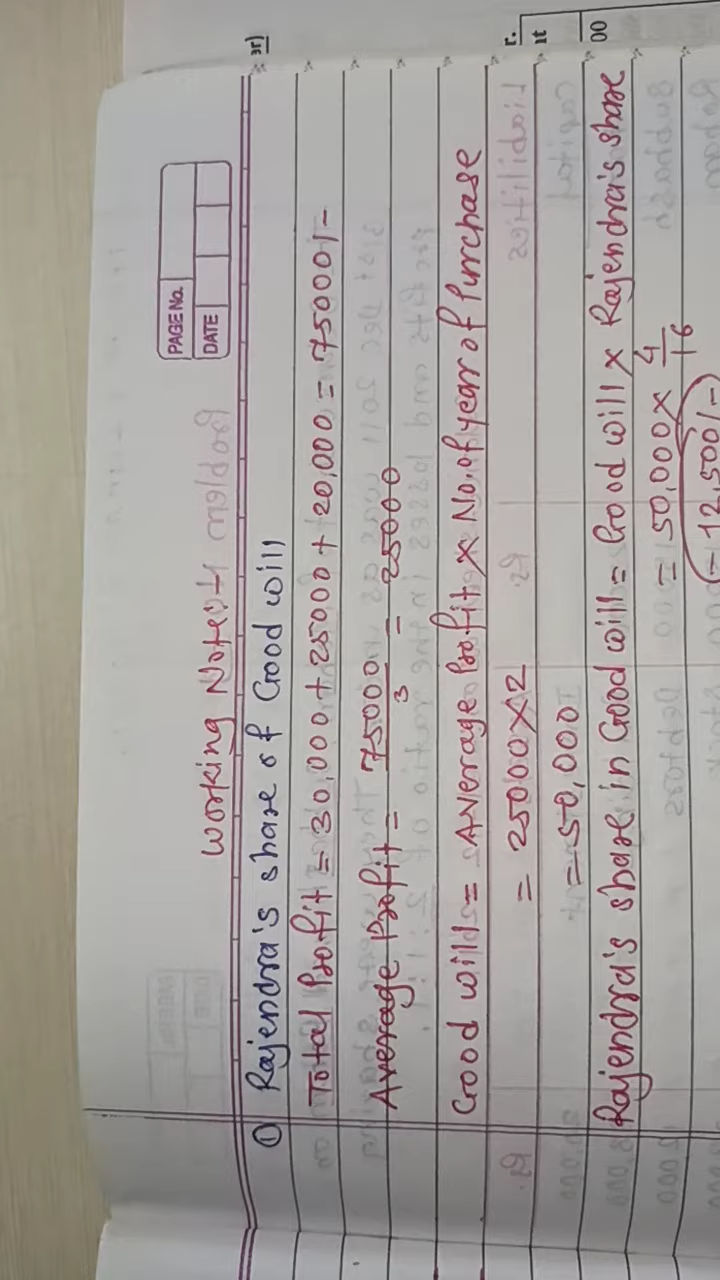 PAGE No.
DATE
Working Notes:-
① Rajendra's share of Good will
Total Profit = 30,000 + 25000 + 20,000 = 75000/-
Average Profit = 75000/3 = 25000
Good will = Average Profit × No. of year of Purchase
= 25000 × 2
= 50,000
Rajendra's share in Good will = Good will × Rajendra's share
= 50,000 × 4/16
= 12,500/-